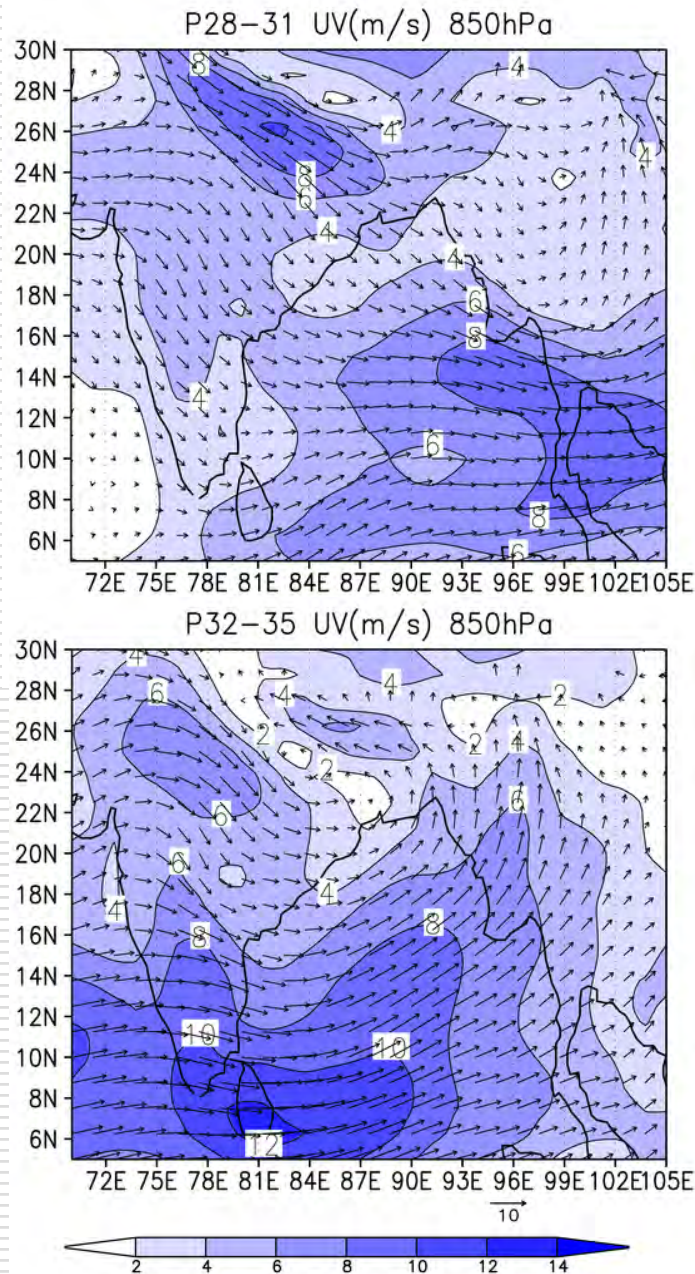 P28-31 UV(m/s) 850hPa
30N
28N
26N
24N
22N
20N
18N
16N
14N
12N
10N
8N
6N
8
4
4
4
8
6
4
4
6
8
4
6
8
6
72E 75E 78E 81E 84E 87E 90E 93E 96E 99E 102E 105E
P32-35 UV(m/s) 850hPa
30N
28N
26N
24N
22N
20N
18N
16N
14N
12N
10N
8N
6N
4
6
4
4
2
2
2
4
2
6
6
6
4
4
8
8
10
10
12
72E 75E 78E 81E 84E 87E 90E 93E 96E 99E 102E 105E
10
2 4 6 8 10 12 14